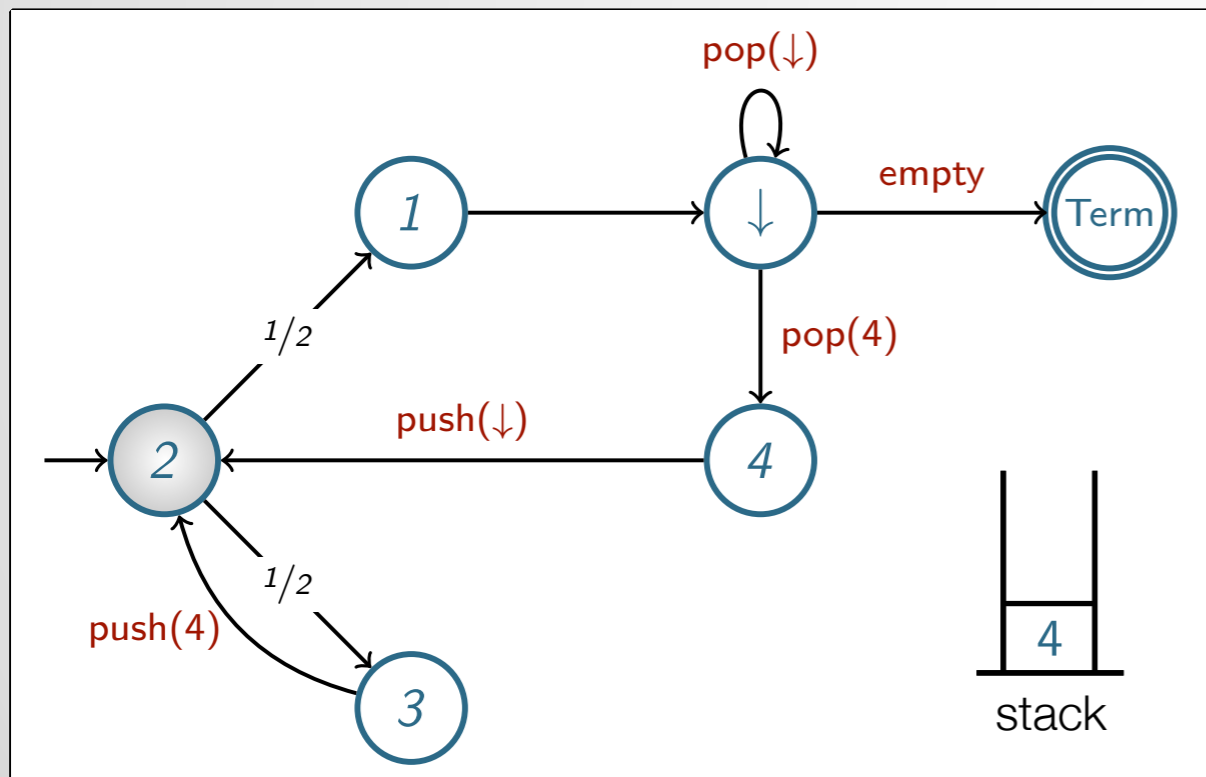 pop(↓)
empty
1
↓
Term
1/2
pop(4)
push(↓)
2
4
1/2
push(4)
4
3
stack